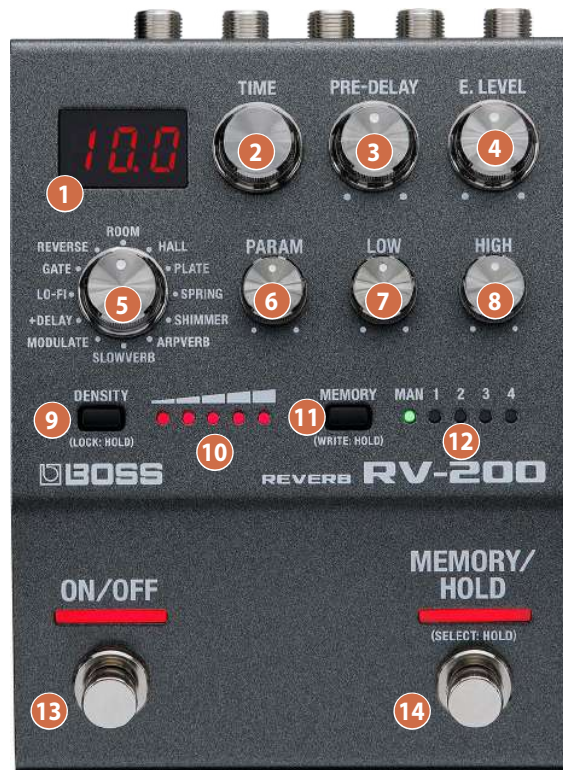 TIME
PRE-DELAY
E. LEVEL
10.0
1
2
3
4
ROOM
REVERSE
HALL
GATE
PLATE
LO-FI
SPRING
+DELAY
SHIMMER
MODULATE
ARPVERB
SLOWVERB
5
PARAM
LOW
HIGH
6
7
8
DENSITY
MEMORY
MAN 1 2 3 4
9
(LOCK: HOLD)
10
11
(WRITE: HOLD)
12
BOSS
REVERB RV-200
ON/OFF
MEMORY/
HOLD
(SELECT: HOLD)
13
14